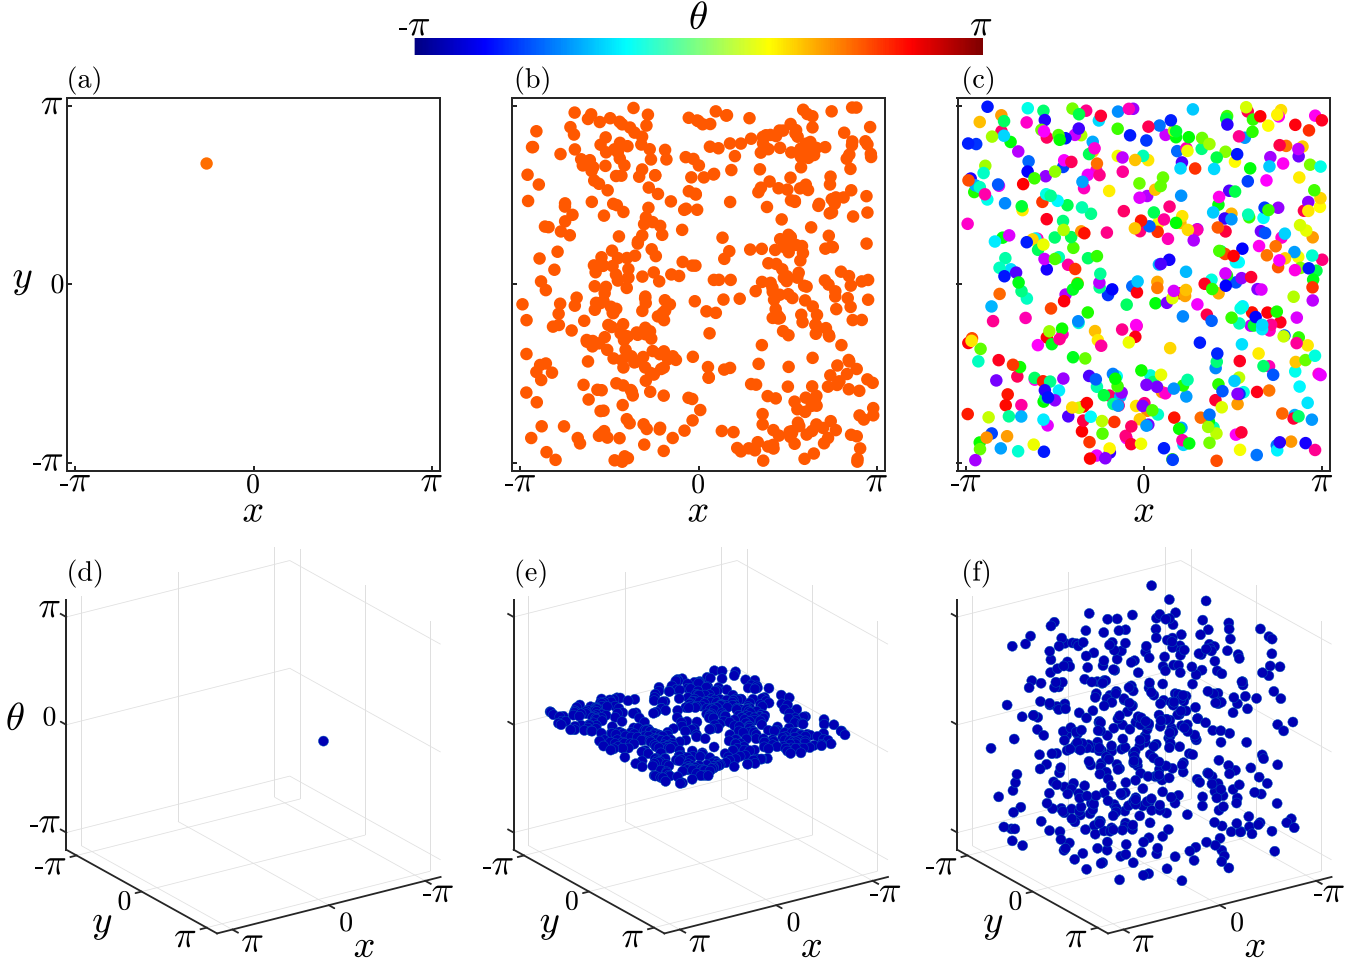 -π θ π
(a) (b) (c)
π
y 0
-π
-π 0 π -π 0 π -π 0 π
x x x
(d) (e) (f)
π
θ 0
-π
-π -π -π -π -π -π
0 0 0 0 0 0
y π π x y π π x y π π x